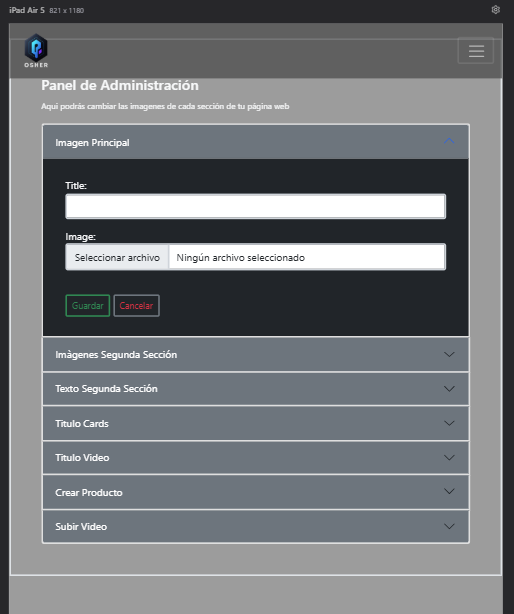 iPad Air 5 821 x 1180
OGHER
Panel de Administración
Aqui podrás cambiar las imagenes de cada sección de tu página web
Imagen Principal
Title:
Image:
Seleccionar archivo Ningún archivo seleccionado
Guardar Cancelar
Imàgenes Segunda Sección
Texto Segunda Sección
Titulo Cards
Titulo Video
Crear Producto
Subir Video